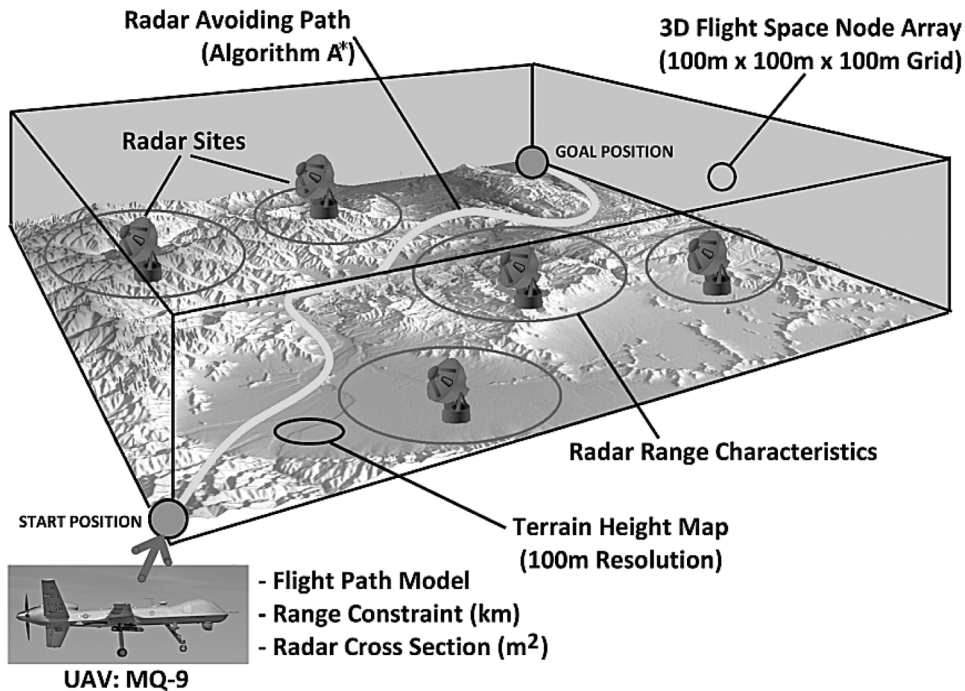 Radar Avoiding Path
(Algorithm A*)
3D Flight Space Node Array
(100m x 100m x 100m Grid)
Radar Sites
GOAL POSITION
Radar Range Characteristics
START POSITION
Terrain Height Map
(100m Resolution)
- Flight Path Model
- Range Constraint (km)
- Radar Cross Section (m²)
UAV: MQ-9